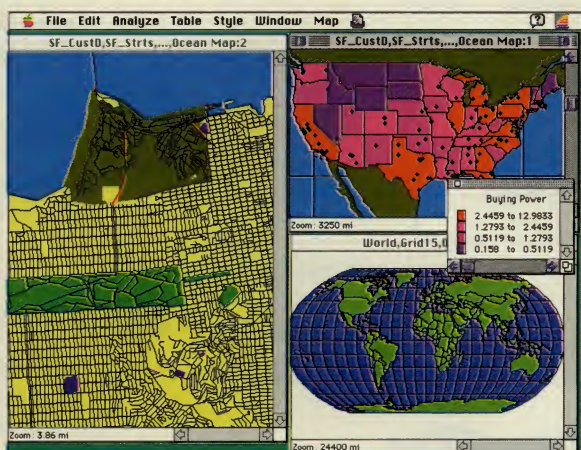 File Edit Analyze Table Style Window Map
SF_CustD,SF_Strts,...,Ocean Map:2
Zoom: 3.86 mi
SF_CustD,SF_Strts,...,Ocean Map:1
Zoom: 3250 mi
Buying Power
2.4459 to 12.9833
1.2793 to 2.4459
0.5119 to 1.2793
0.158 to 0.5119
World,Grid15,
Zoom: 24400 mi